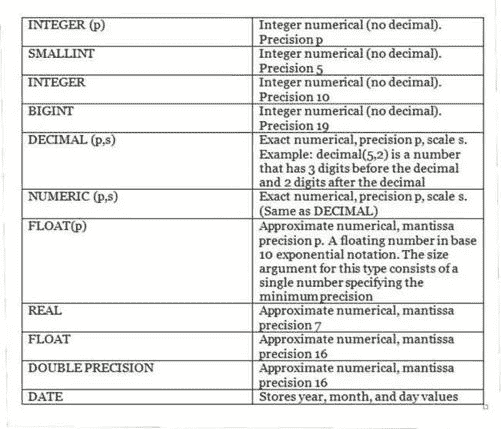 INTEGER (p)
Integer numerical (no decimal).
Precision p
SMALLINT
Integer numerical (no decimal).
Precision 5
INTEGER
Integer numerical (no decimal).
Precision 10
BIGINT
Integer numerical (no decimal).
Precision 19
DECIMAL (p,s)
Exact numerical, precision p, scale s.
Example: decimal(5,2) is a number
that has 3 digits before the decimal
and 2 digits after the decimal
NUMERIC (p,s)
Exact numerical, precision p, scale s.
(Same as DECIMAL)
FLOAT(p)
Approximate numerical, mantissa
precision p. A floating number in base
10 exponential notation. The size
argument for this type consists of a
single number specifying the
minimum precision
REAL
Approximate numerical, mantissa
precision 7
FLOAT
Approximate numerical, mantissa
precision 16
DOUBLE PRECISION
Approximate numerical, mantissa
precision 16
DATE
Stores year, month, and day values